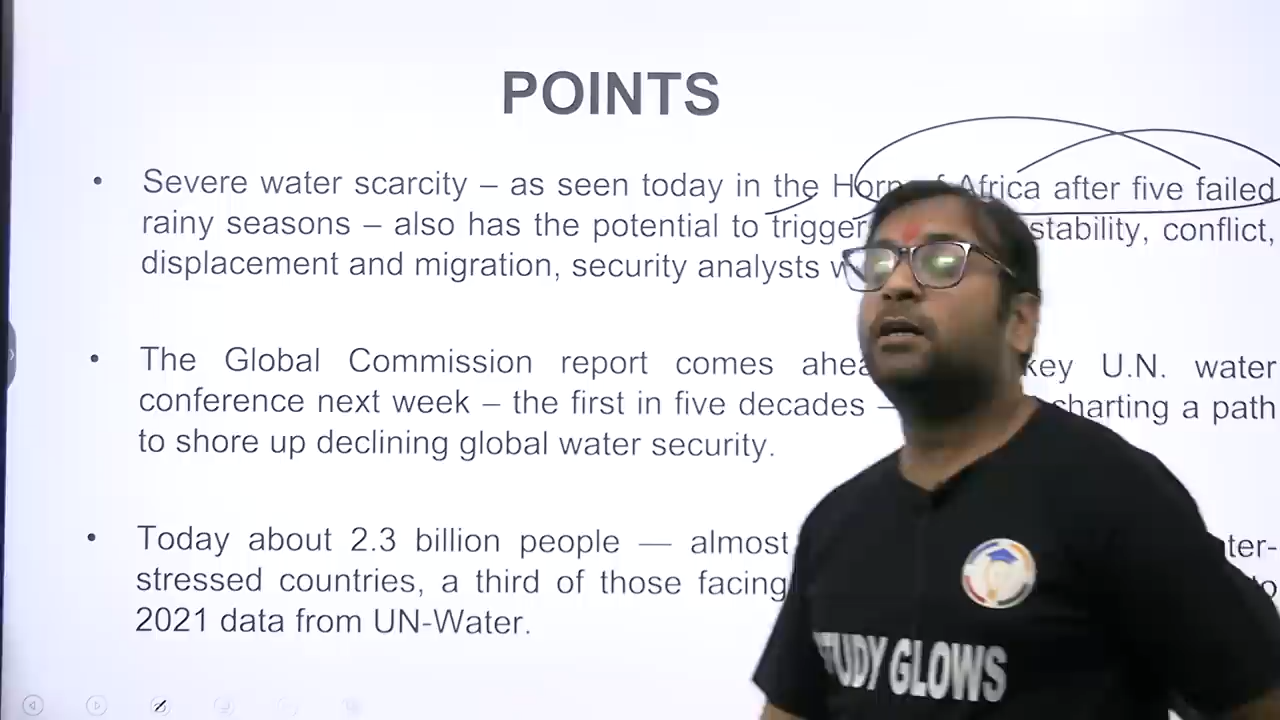 POINTS
• Severe water scarcity – as seen today in the Horn of Africa after five failed
rainy seasons – also has the potential to trigger stability, conflict,
displacement and migration, security analysts
• The Global Commission report comes key U.N. water
conference next week – the first in five decades – charting a path
to shore up declining global water security.
• Today about 2.3 billion people — almost
stressed countries, a third of those facing to
2021 data from UN-Water.
STUDY GLOWS